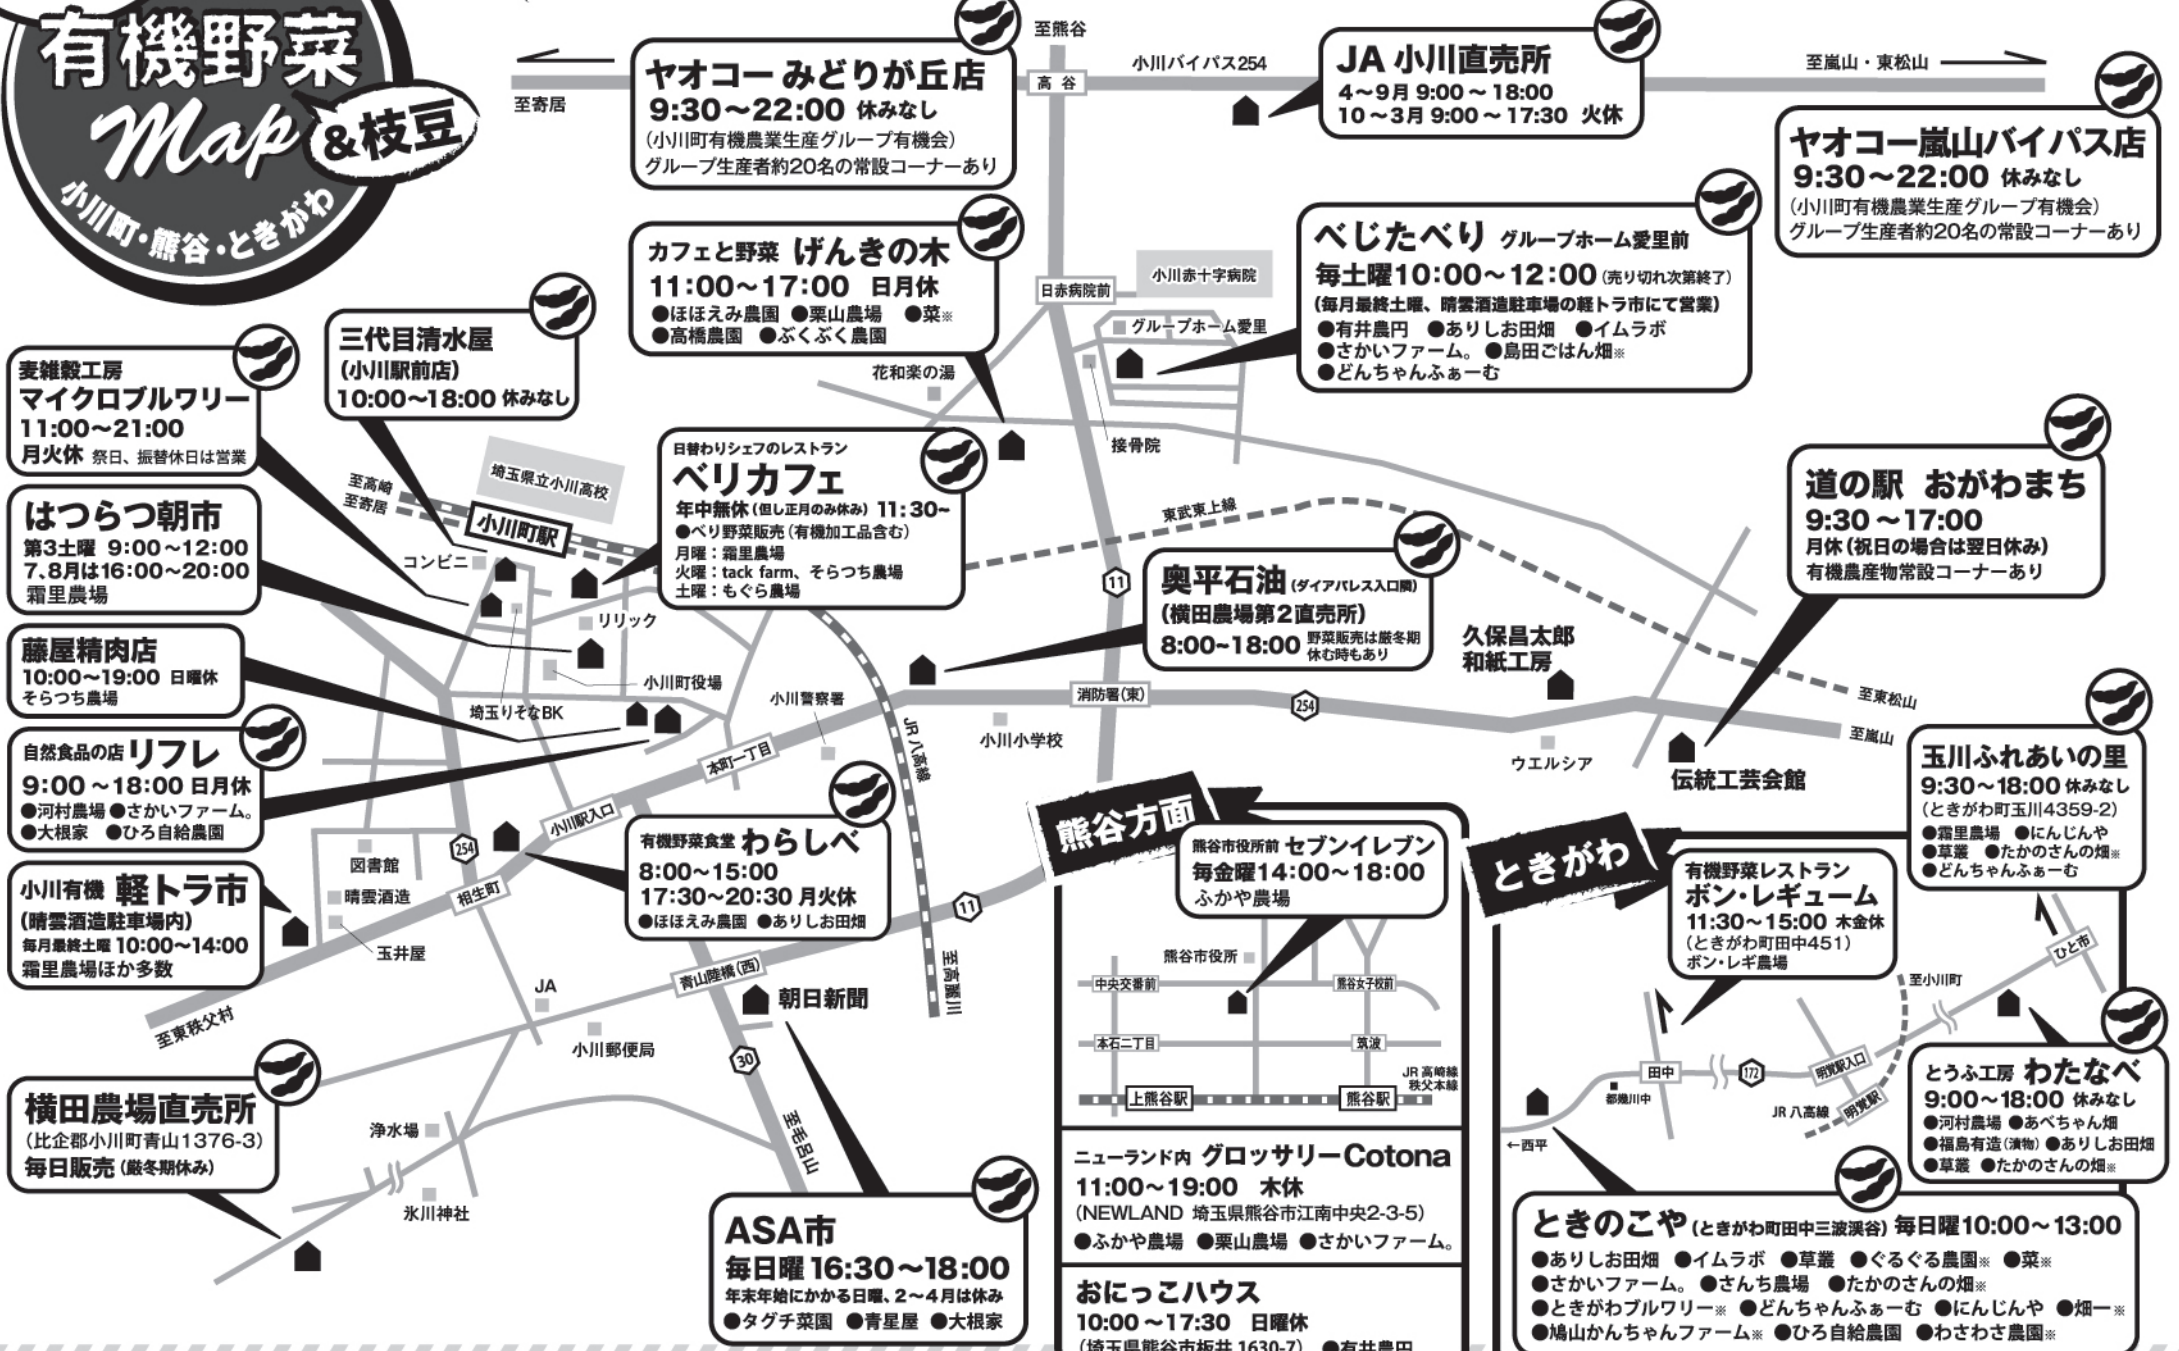 有機野菜
Map
&枝豆
小川町・熊谷・ときがわ
至寄居
ヤオコー みどりが丘店
9:30～22:00 休みなし
(小川町有機農業生産グループ有機会)
グループ生産者約20名の常設コーナーあり
至熊谷
高谷
小川バイパス254
JA 小川直売所
4～9月 9:00～18:00
10～3月 9:00～17:30 火休
至嵐山・東松山
ヤオコー嵐山バイパス店
9:30～22:00 休みなし
(小川町有機農業生産グループ有機会)
グループ生産者約20名の常設コーナーあり
カフェと野菜 げんきの木
11:00～17:00 日月休
●ほほえみ農園 ●栗山農場 ●菜※
●高橋農園 ●ぶくぶく農園
日赤病院前
小川赤十字病院
グループホーム愛里
べじたべり グループホーム愛里前
毎土曜10:00～12:00 (売り切れ次第終了)
(毎月最終土曜、晴雲酒造駐車場の軽トラ市にて営業)
●有井農円 ●ありしお田畑 ●イムラボ
●さかいファーム。 ●島田ごはん畑※
●どんちゃんふぁーむ
花和楽の湯
接骨院
三代目清水屋
(小川駅前店)
10:00～18:00 休みなし
麦雑穀工房
マイクロブルワリー
11:00～21:00
月火休 祭日、振替休日は営業
はつらつ朝市
第3土曜 9:00～12:00
7、8月は16:00～20:00
霜里農場
藤屋精肉店
10:00～19:00 日曜休
そらつち農場
自然食品の店 リフレ
9:00～18:00 日月休
●河村農場 ●さかいファーム。
●大根家 ●ひろ自給農園
小川有機 軽トラ市
(晴雲酒造駐車場内)
毎月最終土曜 10:00～14:00
霜里農場ほか多数
至高崎
至寄居
埼玉県立小川高校
小川町駅
コンビニ
日替わりシェフのレストラン
ベリカフェ
年中無休(但し正月のみ休み) 11:30~
●べり野菜販売(有機加工品含む)
月曜：霜里農場
火曜：tack farm、そらつち農場
土曜：もぐら農場
リリック
小川町役場
埼玉りそなBK
小川警察署
東武東上線
11
奥平石油 (ダイアパレス入口隣)
(横田農場第2直売所)
8:00~18:00 野菜販売は厳冬期
休む時もあり
久保昌太郎
和紙工房
道の駅 おがわまち
9:30～17:00
月休(祝日の場合は翌日休み)
有機農産物常設コーナーあり
消防署(東)
254
小川小学校
ウエルシア
伝統工芸会館
至東松山
至嵐山
JR八高線
本町一丁目
小川駅入口
254
相生町
図書館
晴雲酒造
玉井屋
至東秩父村
有機野菜食堂 わらしべ
8:00～15:00
17:30～20:30 月火休
●ほほえみ農園 ●ありしお田畑
11
至高麗川
青山陸橋(西)
朝日新聞
30
至毛呂山
JA
小川郵便局
浄水場
氷川神社
横田農場直売所
(比企郡小川町青山1376-3)
毎日販売 (厳冬期休み)
ASA市
毎日曜 16:30～18:00
年末年始にかかる日曜、2～4月は休み
●タグチ菜園 ●青星屋 ●大根家
熊谷方面
熊谷市役所前 セブンイレブン
毎金曜14:00～18:00
ふかや農場
熊谷市役所
中央交番前
熊谷女子校前
本石二丁目
筑波
JR 高崎線
秩父本線
上熊谷駅
熊谷駅
ニューランド内 グロッサリーCotona
11:00～19:00 木休
(NEWLAND 埼玉県熊谷市江南中央2-3-5)
●ふかや農場 ●栗山農場 ●さかいファーム。
おにっこハウス
10:00～17:30 日曜休
(埼玉県熊谷市板井 1630-7) ●有井農円
ときがわ
玉川ふれあいの里
9:30～18:00 休みなし
(ときがわ町玉川4359-2)
●霜里農場 ●にんじんや
●草叢 ●たかのさんの畑※
●どんちゃんふぁーむ
有機野菜レストラン
ボン・レギューム
11:30～15:00 木金休
(ときがわ町田中451)
ボン・レギ農場
至小川町
ひと市
田中
172
明覚駅入口
明覚駅
JR 八高線
都幾川中
←西平
とうふ工房 わたなべ
9:00～18:00 休みなし
●河村農場 ●あべちゃん畑
●福島有造(漬物) ●ありしお田畑
●草叢 ●たかのさんの畑※
ときのこや (ときがわ町田中三波渓谷) 毎日曜10:00～13:00
●ありしお田畑 ●イムラボ ●草叢 ●ぐるぐる農園※ ●菜※
●さかいファーム。 ●さんち農場 ●たかのさんの畑※
●ときがわブルワリー※ ●どんちゃんふぁーむ ●にんじんや ●畑一※
●鳩山かんちゃんファーム※ ●ひろ自給農園 ●わさわさ農園※